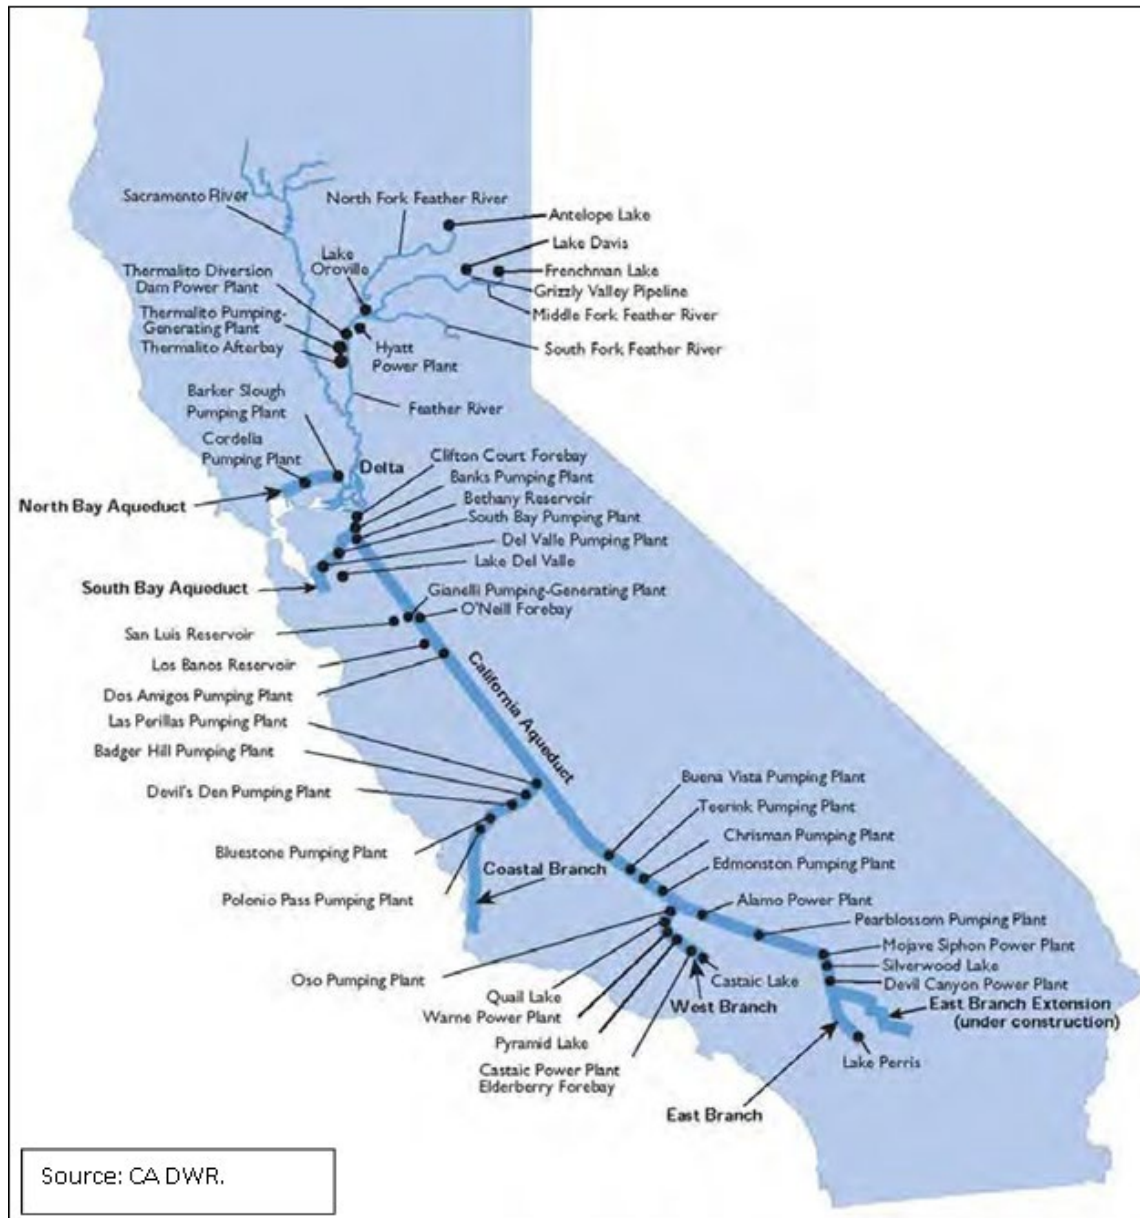 Sacramento River
North Fork Feather River
Antelope Lake
Lake Davis
Lake
Oroville
Frenchman Lake
Thermalito Diversion
Dam Power Plant
Grizzly Valley Pipeline
Middle Fork Feather River
Thermalito Pumping-
Generating Plant
Thermalito Afterbay
Hyatt
Power Plant
South Fork Feather River
Barker Slough
Pumping Plant
Feather River
Cordelia
Pumping Plant
Delta
Clifton Court Forebay
Banks Pumping Plant
Bethany Reservoir
North Bay Aqueduct
South Bay Pumping Plant
Del Valle Pumping Plant
Lake Del Valle
South Bay Aqueduct
Gianelli Pumping-Generating Plant
O'Neill Forebay
San Luis Reservoir
Los Banos Reservoir
Dos Amigos Pumping Plant
California Aqueduct
Las Perillas Pumping Plant
Badger Hill Pumping Plant
Devil's Den Pumping Plant
Buena Vista Pumping Plant
Teerink Pumping Plant
Chrisman Pumping Plant
Bluestone Pumping Plant
Edmonston Pumping Plant
Coastal Branch
Polonio Pass Pumping Plant
Alamo Power Plant
Pearblossom Pumping Plant
Mojave Siphon Power Plant
Silverwood Lake
Devil Canyon Power Plant
Oso Pumping Plant
Castaic Lake
Quail Lake
Warne Power Plant
West Branch
East Branch Extension
(under construction)
Pyramid Lake
Castaic Power Plant
Elderberry Forebay
Lake Perris
East Branch
Source: CA DWR.